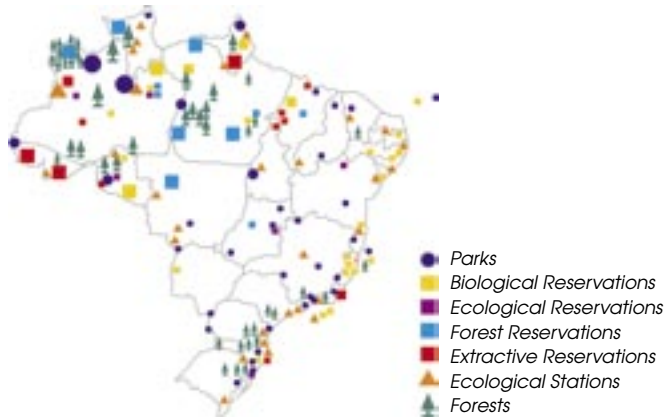 Parks
Biological Reservations
Ecological Reservations
Forest Reservations
Extractive Reservations
Ecological Stations
Forests